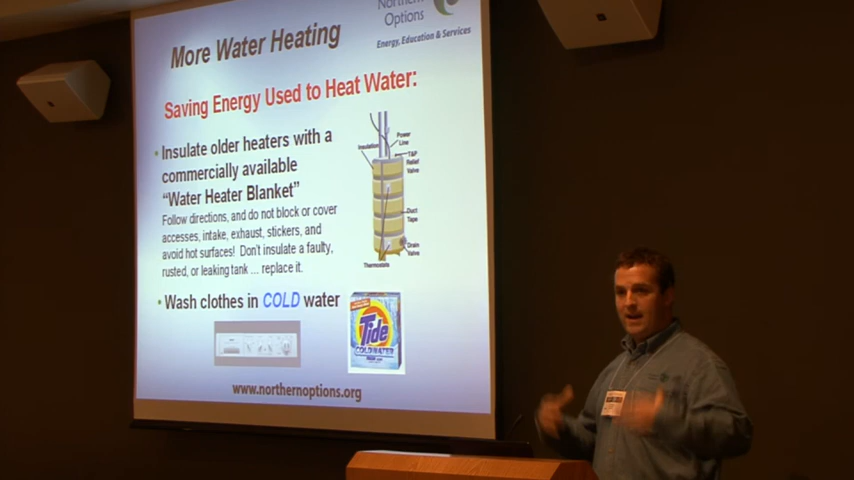 Northern
Options
Energy, Education & Services
More Water Heating
Saving Energy Used to Heat Water:
• Insulate older heaters with a
commercially available
“Water Heater Blanket”
Follow directions, and do not block or cover
accesses, intake, exhaust, stickers, and
avoid hot surfaces! Don't insulate a faulty,
rusted, or leaking tank ... replace it.
Insulation
Power
Line
T&P
Relief
Valve
Duct
Tape
Drain
Valve
Thermostats
• Wash clothes in COLD water
Tide
COLDWATER
www.northernoptions.org